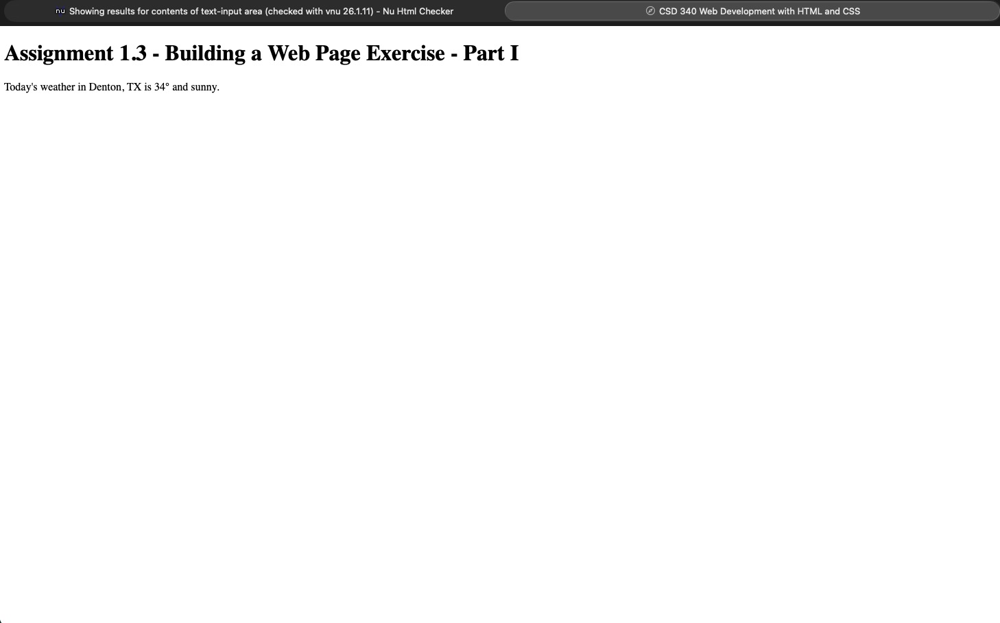 nu Showing results for contents of text-input area (checked with vnu 26.1.11) - Nu Html Checker
CSD 340 Web Development with HTML and CSS
Assignment 1.3 - Building a Web Page Exercise - Part I
Today's weather in Denton, TX is 34° and sunny.